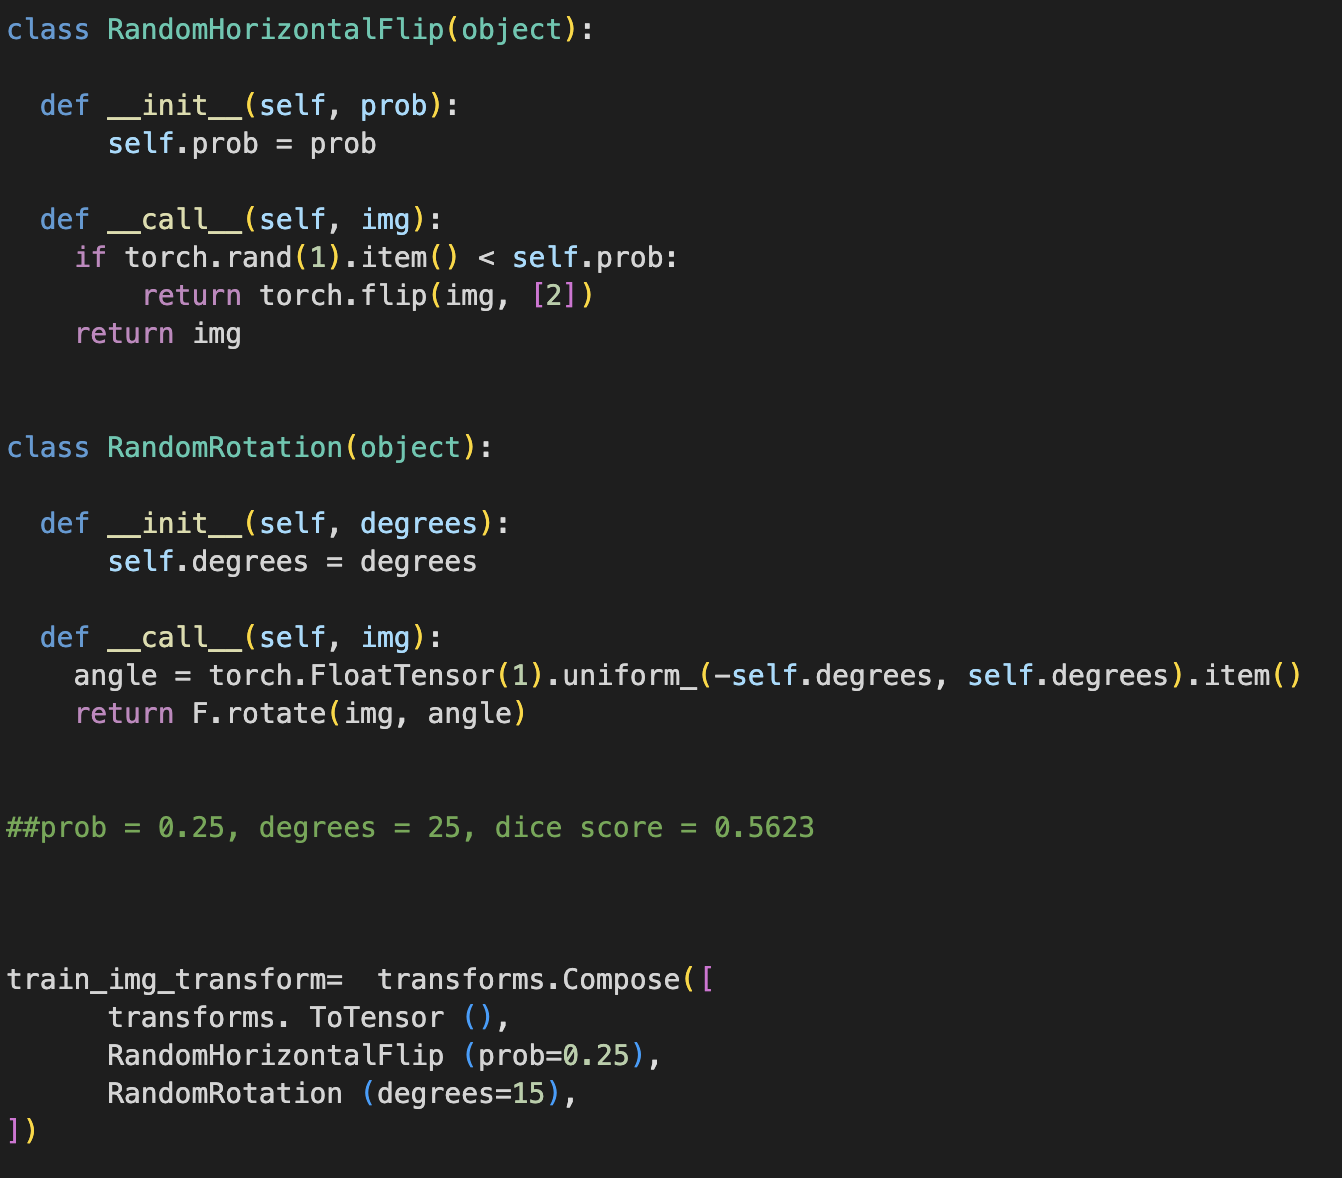 class RandomHorizontalFlip(object):
def __init__(self, prob):
self.prob = prob
def __call__(self, img):
if torch.rand(1).item() < self.prob:
return torch.flip(img, [2])
return img
class RandomRotation(object):
def __init__(self, degrees):
self.degrees = degrees
def __call__(self, img):
angle = torch.FloatTensor(1).uniform_(-self.degrees, self.degrees).item()
return F.rotate(img, angle)
##prob = 0.25, degrees = 25, dice score = 0.5623
train_img_transform=  transforms.Compose([
transforms. ToTensor (),
RandomHorizontalFlip (prob=0.25),
RandomRotation (degrees=15),
])